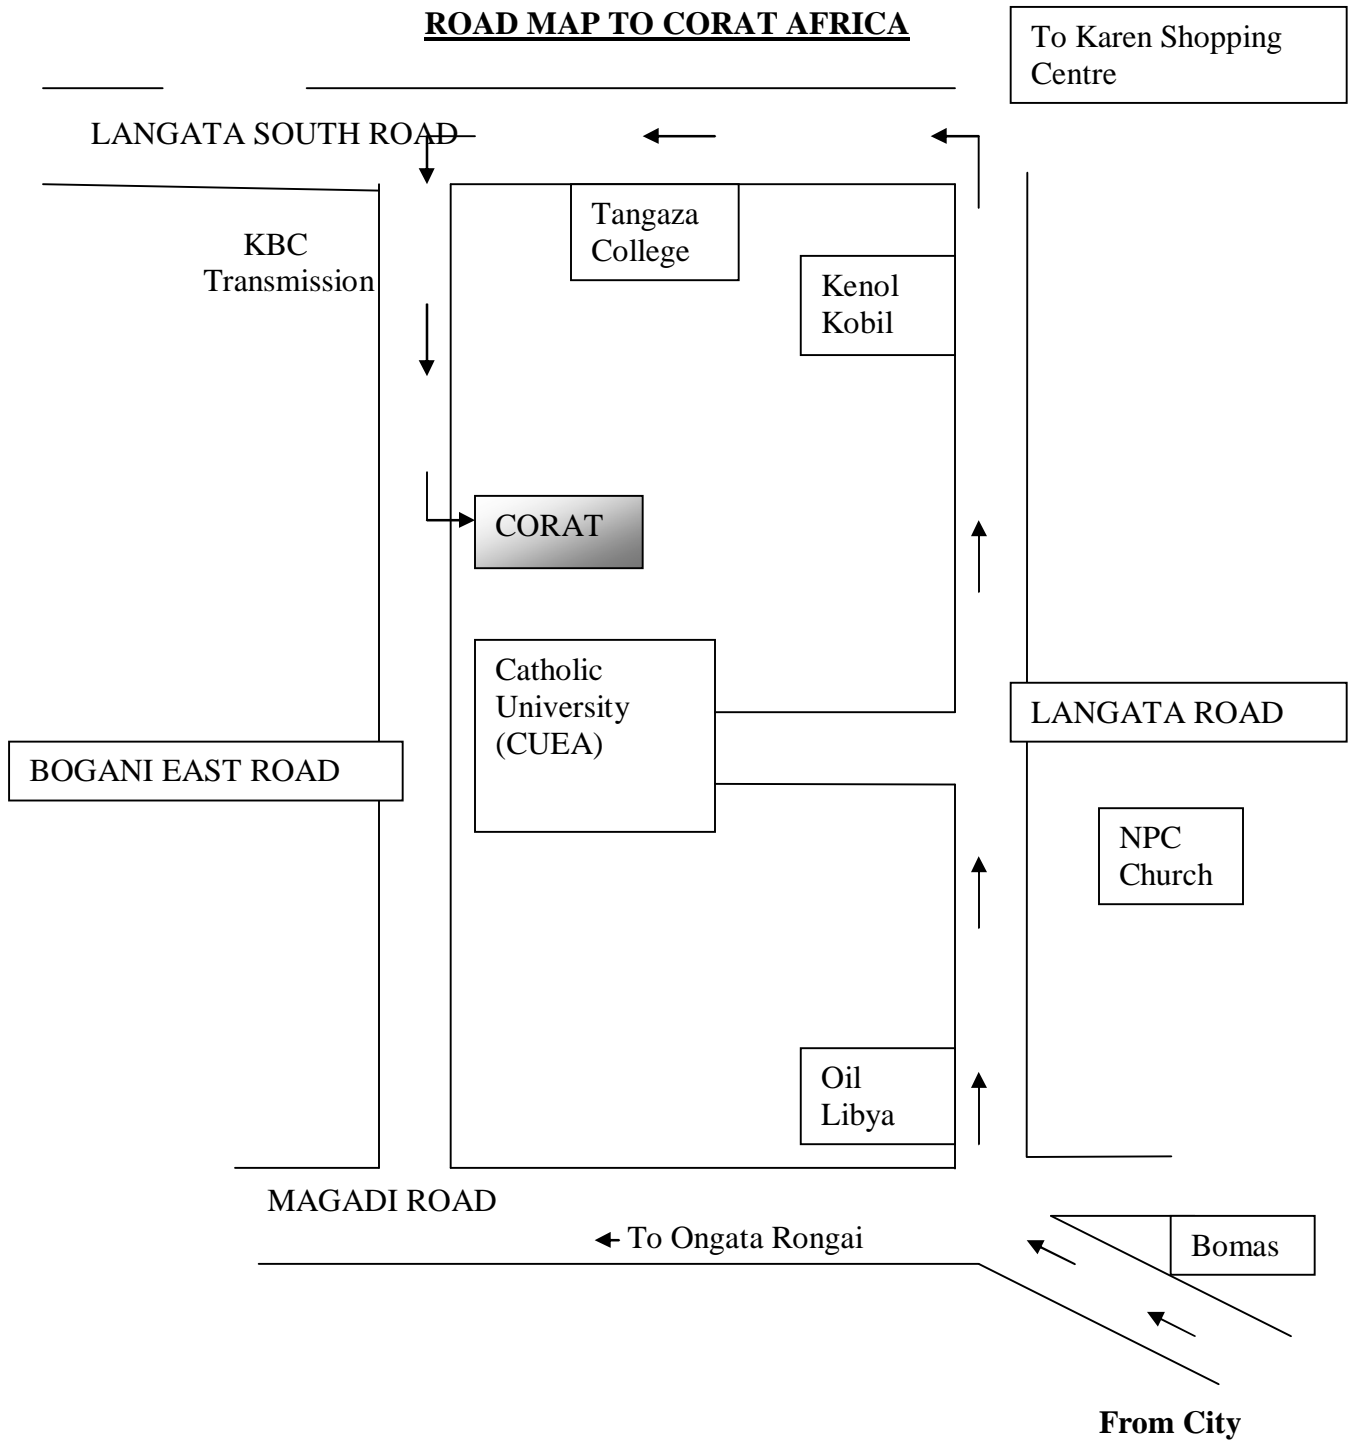 ROAD MAP TO CORAT AFRICA
To Karen Shopping
Centre
LANGATA SOUTH ROAD
Tangaza
College
KBC
Transmission
Kenol
Kobil
CORAT
Catholic
University
(CUEA)
LANGATA ROAD
BOGANI EAST ROAD
NPC
Church
Oil
Libya
MAGADI ROAD
To Ongata Rongai
Bomas
From City